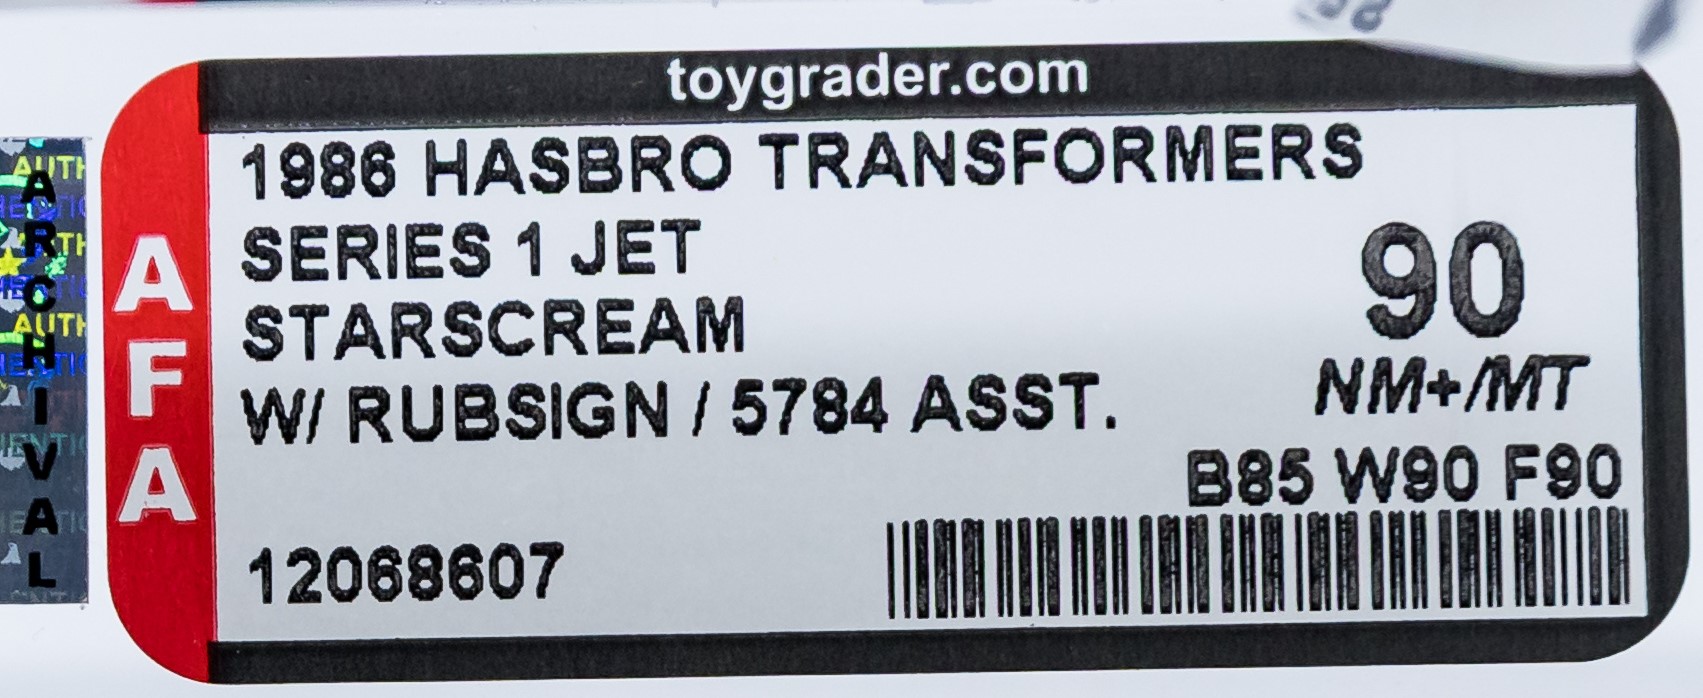 toygrader.com
1986 HASBRO TRANSFORMERS
SERIES 1 JET
STARSCREAM
W/ RUBSIGN / 5784 ASST.
90
NM+/MT
B85 W90 F90
12068607
AFA
ARCHIVAL